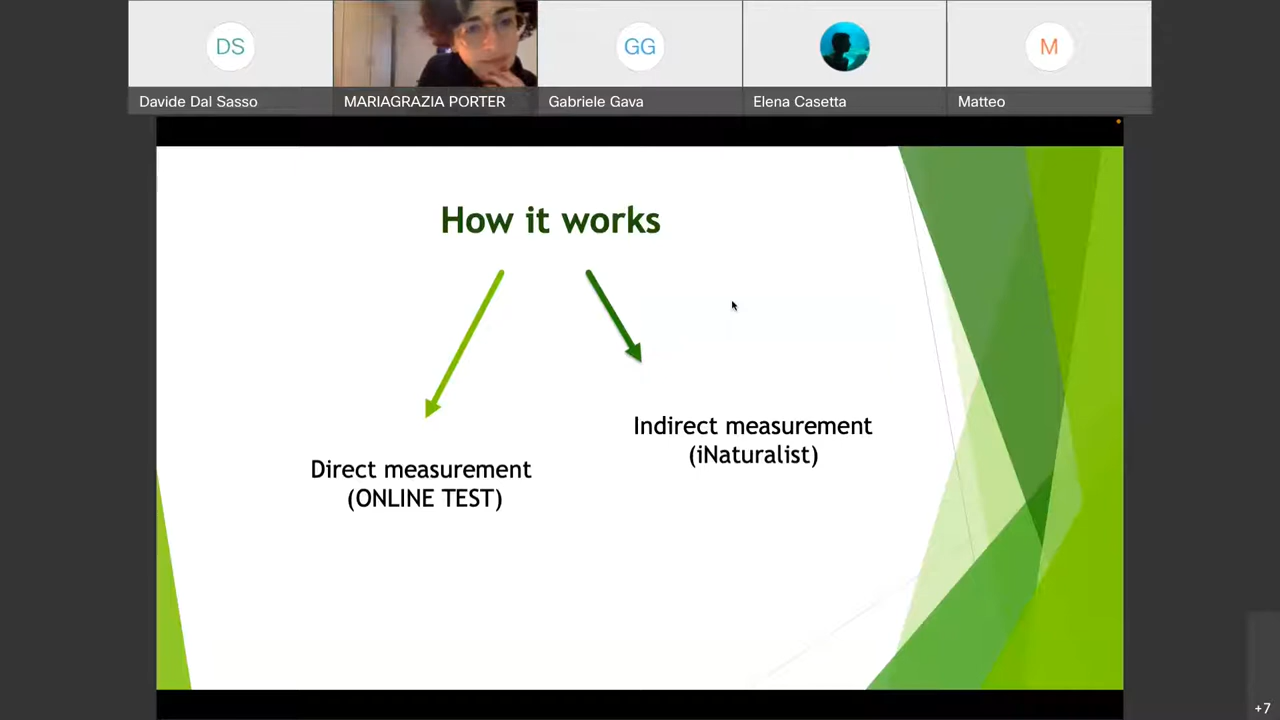 DS
GG
M
Davide Dal Sasso
MARIAGRAZIA PORTER
Gabriele Gava
Elena Casetta
Matteo
How it works
Indirect measurement
(iNaturalist)
Direct measurement
(ONLINE TEST)
+7